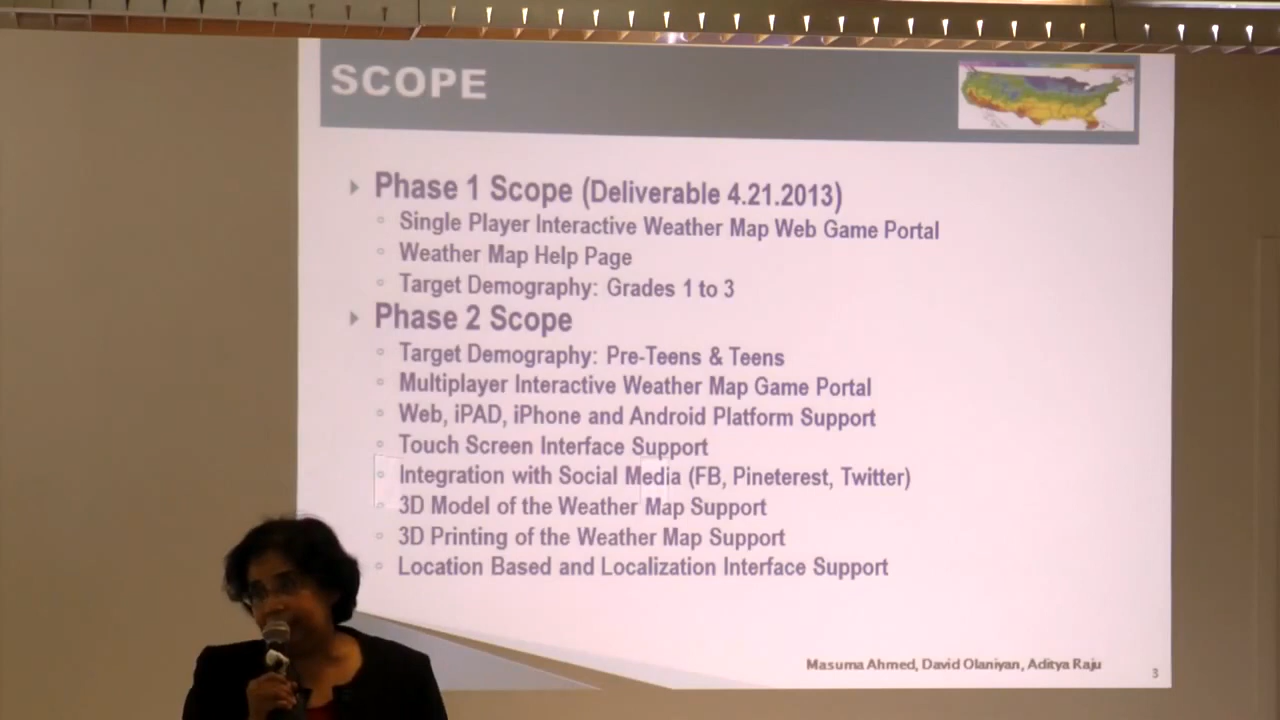 SCOPE
Phase 1 Scope (Deliverable 4.21.2013)
Single Player Interactive Weather Map Web Game Portal
Weather Map Help Page
Target Demography: Grades 1 to 3
Phase 2 Scope
Target Demography: Pre-Teens & Teens
Multiplayer Interactive Weather Map Game Portal
Web, iPAD, iPhone and Android Platform Support
Touch Screen Interface Support
Integration with Social Media (FB, Pineterest, Twitter)
3D Model of the Weather Map Support
3D Printing of the Weather Map Support
Location Based and Localization Interface Support
Masuma Ahmed, David Olaniyan, Aditya Raju
3